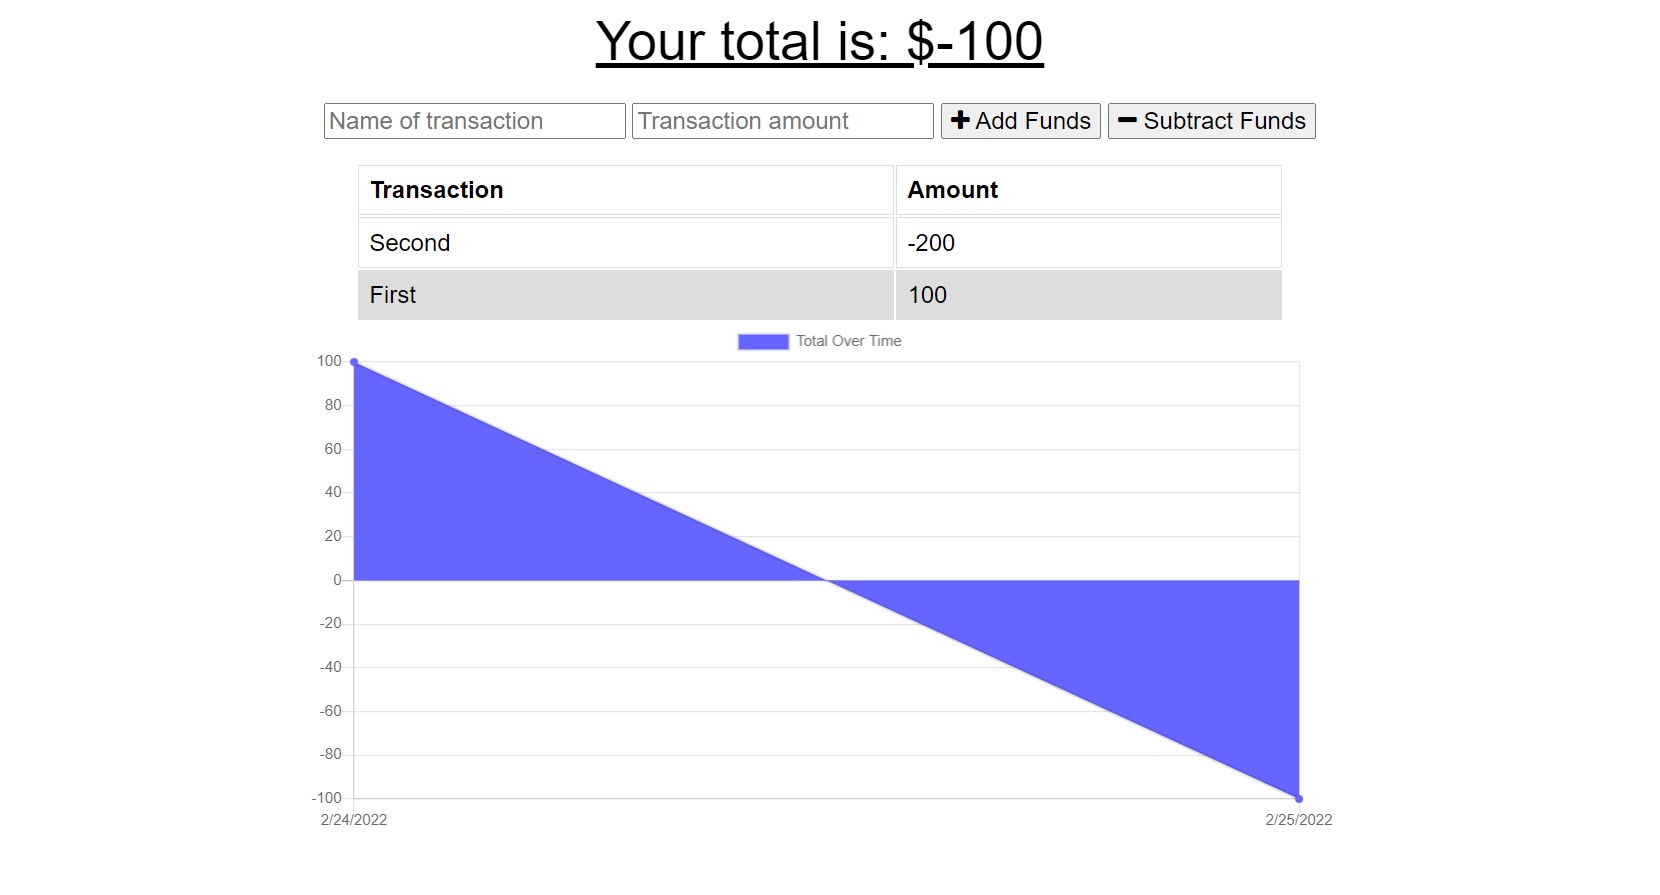 Your total is: $-100
Name of transaction Transaction amount Add Funds Subtract Funds
Transaction Amount
Second -200
First 100
Total Over Time
100
80
60
40
20
0
-20
-40
-60
-80
-100
2/24/2022 2/25/2022